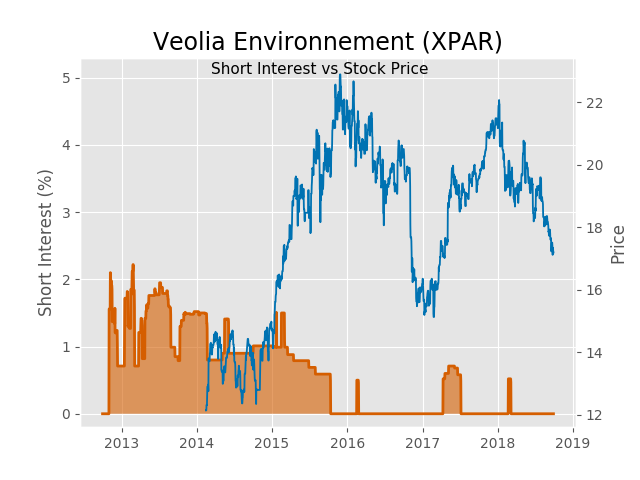 Veolia Environnement (XPAR)
Short Interest vs Stock Price
Short Interest (%)
5
4
3
2
1
0
22
20
18
16
14
12
Price
2013 2014 2015 2016 2017 2018 2019